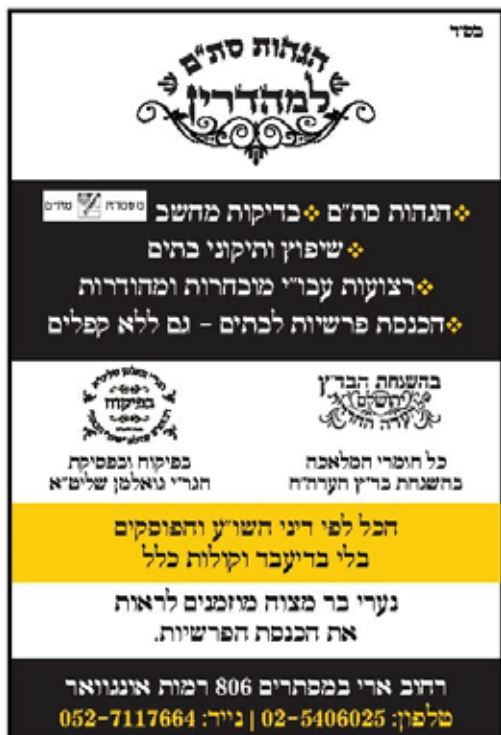 בס״ד
הגהות סת״ם
למהדרין
הגהות סת״ם בדיקות מחשב
שיפוץ ותיקוני בתים
רצועות עבו״י מובחרות ומהודרות
הכנסת פרשיות לבתים - גם ללא קפלים
בהשגחת הבד״ץ
ירושלם
בפיקוח
כל חומרי המלאכה
בהשגחת בד״ץ העדה״ח
בפיקוח ובפסיקת
הגר״י גואלמן שליט״א
הכל לפי דיני השו״ע והפוסקים
בלי בדיעבד וקולות כלל
נערי בר מצוה מוזמנים לראות
את הכנסת הפרשיות.
רחוב ארי במסתרים 806 רמות אונגוואר
טלפון: 02-5406025 | נייד: 052-7117664